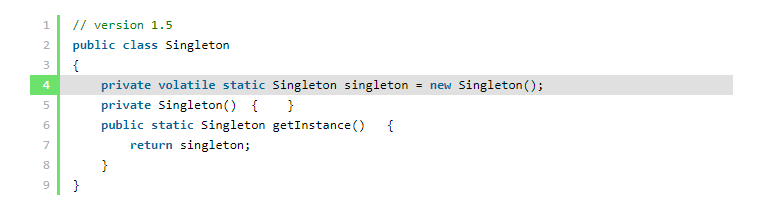 1 // version 1.5
2 public class Singleton
3 {
4     private volatile static Singleton singleton = new Singleton();
5     private Singleton()  {    }
6     public static Singleton getInstance()   {
7         return singleton;
8     }
9 }